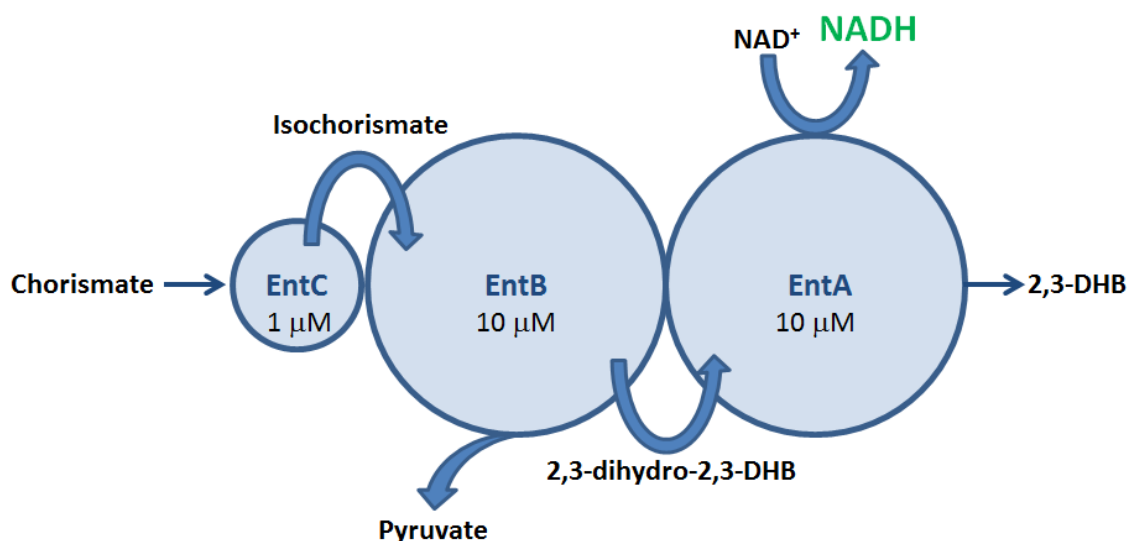 NAD⁺ NADH
Isochorismate
Chorismate
EntC
1 μM
EntB
10 μM
EntA
10 μM
2,3-DHB
2,3-dihydro-2,3-DHB
Pyruvate